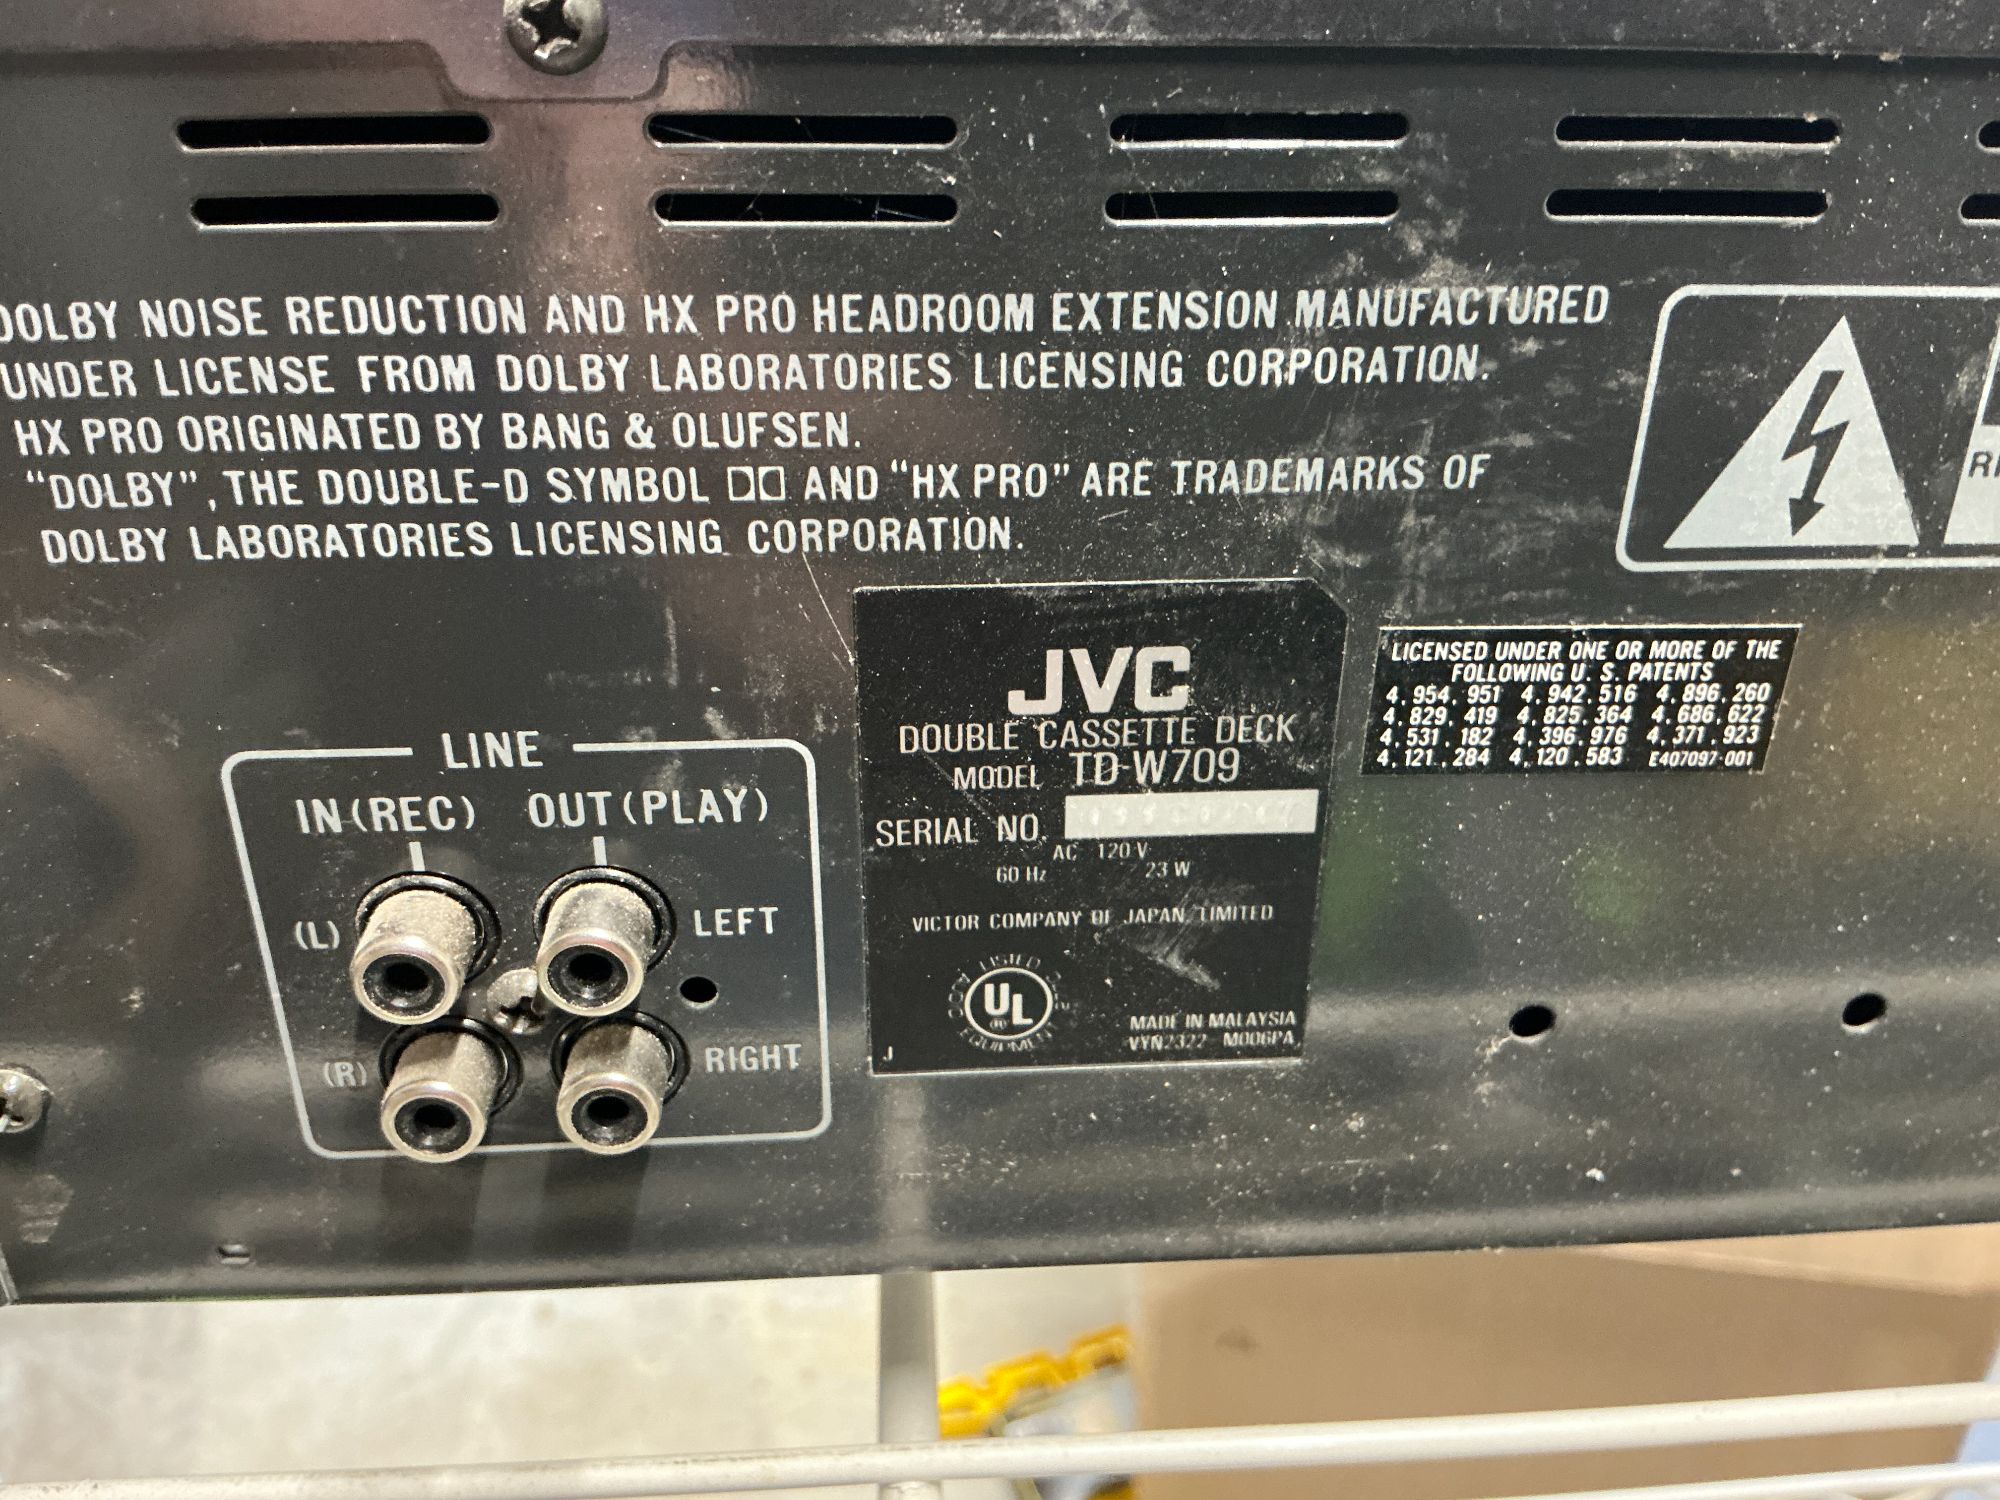 DOLBY NOISE REDUCTION AND HX PRO HEADROOM EXTENSION MANUFACTURED
UNDER LICENSE FROM DOLBY LABORATORIES LICENSING CORPORATION.
HX PRO ORIGINATED BY BANG & OLUFSEN.
“DOLBY”, THE DOUBLE-D SYMBOL AND “HX PRO” ARE TRADEMARKS OF
DOLBY LABORATORIES LICENSING CORPORATION.
LINE
IN (REC) OUT (PLAY)
(L) LEFT
(R) RIGHT
JVC
DOUBLE CASSETTE DECK
MODEL TD-W709
SERIAL NO.
AC 120 V
60 Hz 23 W
VICTOR COMPANY OF JAPAN, LIMITED
LISTED
UL
EQUIPMENT
MADE IN MALAYSIA
VYN2322 M006PA
J
LICENSED UNDER ONE OR MORE OF THE
FOLLOWING U. S. PATENTS
4. 954. 951 4. 942. 516 4. 896. 260
4. 829. 419 4. 825. 364 4. 686. 622
4. 531. 182 4. 396. 976 4. 371. 923
4. 121. 284 4. 120. 583 E407097-001